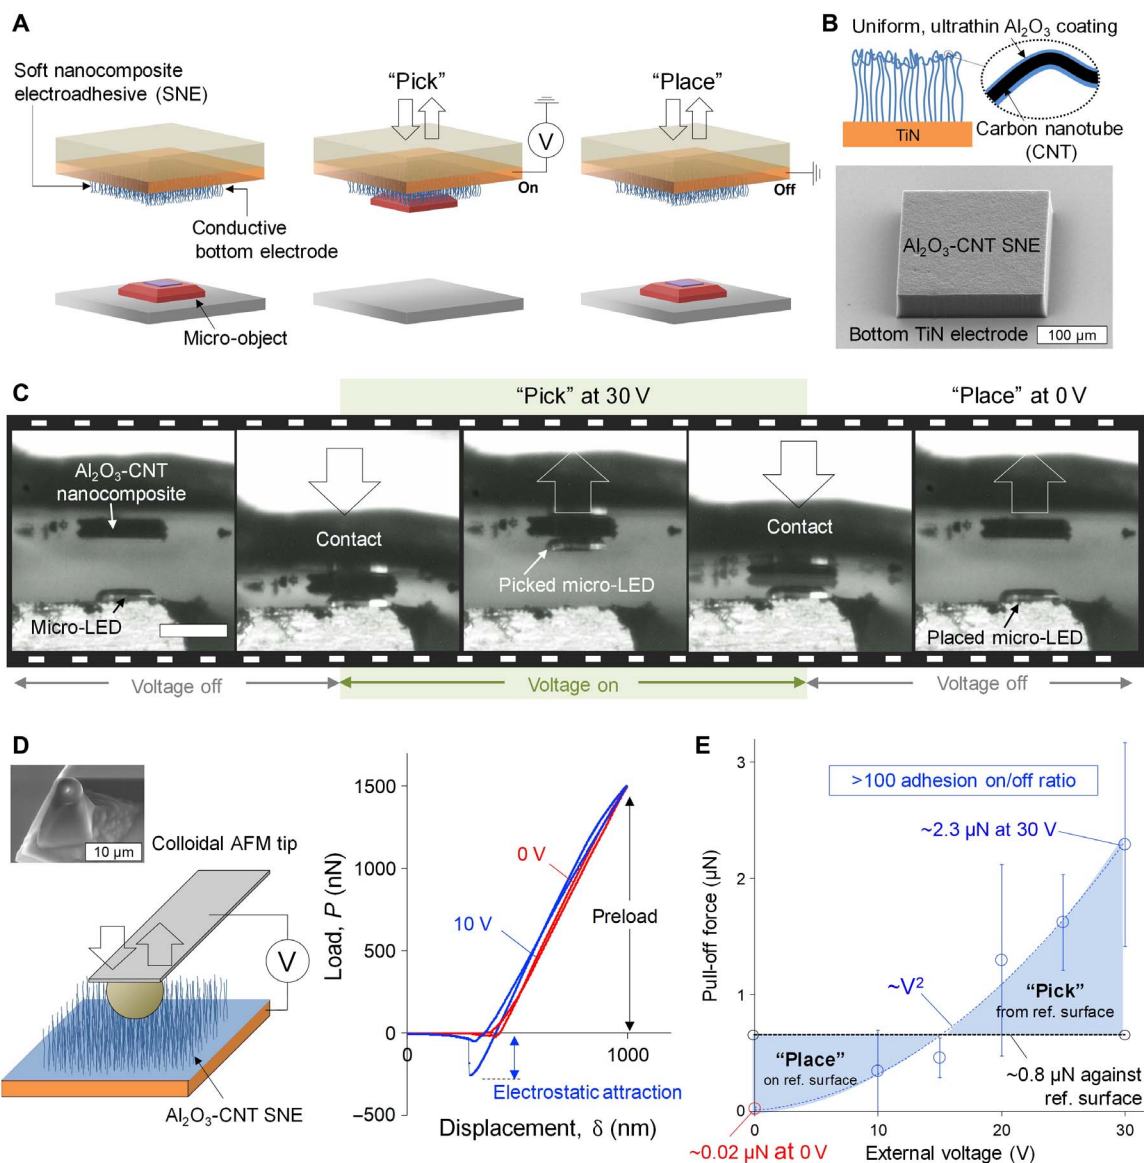 A
Soft nanocomposite
electroadhesive (SNE)
"Pick"
"Place"
V
On
Off
Conductive
bottom electrode
Micro-object
B
Uniform, ultrathin Al₂O₃ coating
TiN
Carbon nanotube
(CNT)
Al₂O₃-CNT SNE
Bottom TiN electrode
100 µm
C
"Pick" at 30 V
"Place" at 0 V
Al₂O₃-CNT
nanocomposite
Micro-LED
Contact
Picked micro-LED
Contact
Placed micro-LED
Voltage off
Voltage on
Voltage off
D
10 µm
Colloidal AFM tip
V
Al₂O₃-CNT SNE
Load, P (nN)
1500
1000
500
0
−500
0
1000
0 V
10 V
Preload
Electrostatic attraction
Displacement, δ (nm)
E
Pull-off force (µN)
3
2
1
0
>100 adhesion on/off ratio
~2.3 µN at 30 V
~V²
"Pick"
from ref. surface
"Place"
on ref. surface
~0.8 µN against
ref. surface
~0.02 µN at 0 V
0
10
20
30
External voltage (V)